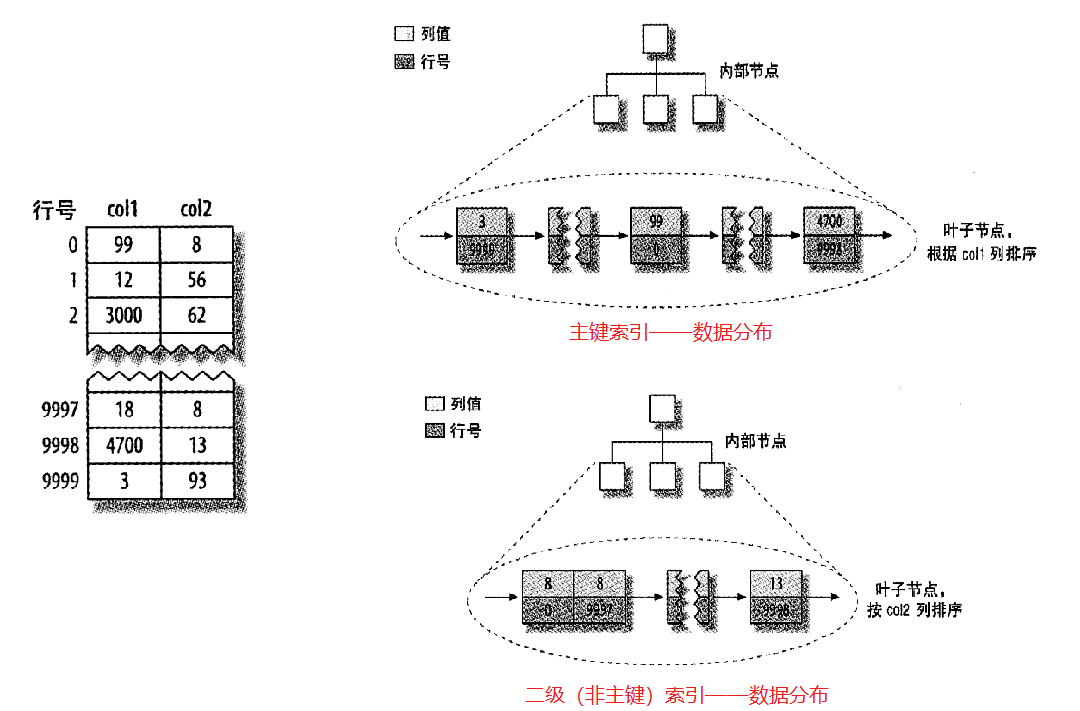 行号 col1 col2
0 99 8
1 12 56
2 3000 62
9997 18 8
9998 4700 13
9999 3 93
列值
行号
内部节点
3 99 4700
9999 0 9998
叶子节点，
根据 col1 列排序
主键索引——数据分布
列值
行号
内部节点
8 8 13
0 9997 9998
叶子节点，
按 col2 列排序
二级（非主键）索引——数据分布